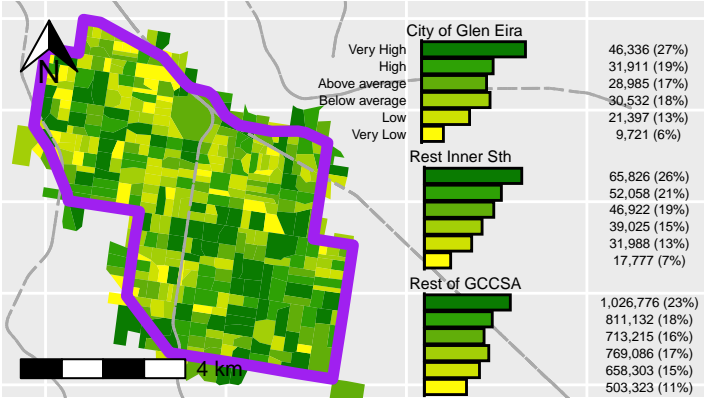 City of Glen Eira
Very High 46,336 (27%)
High 31,911 (19%)
Above average 28,985 (17%)
Below average 30,532 (18%)
Low 21,397 (13%)
Very Low 9,721 (6%)
Rest Inner Sth
65,826 (26%)
52,058 (21%)
46,922 (19%)
39,025 (15%)
31,988 (13%)
17,777 (7%)
Rest of GCCSA
1,026,776 (23%)
811,132 (18%)
713,215 (16%)
769,086 (17%)
658,303 (15%)
503,323 (11%)
N
4 km